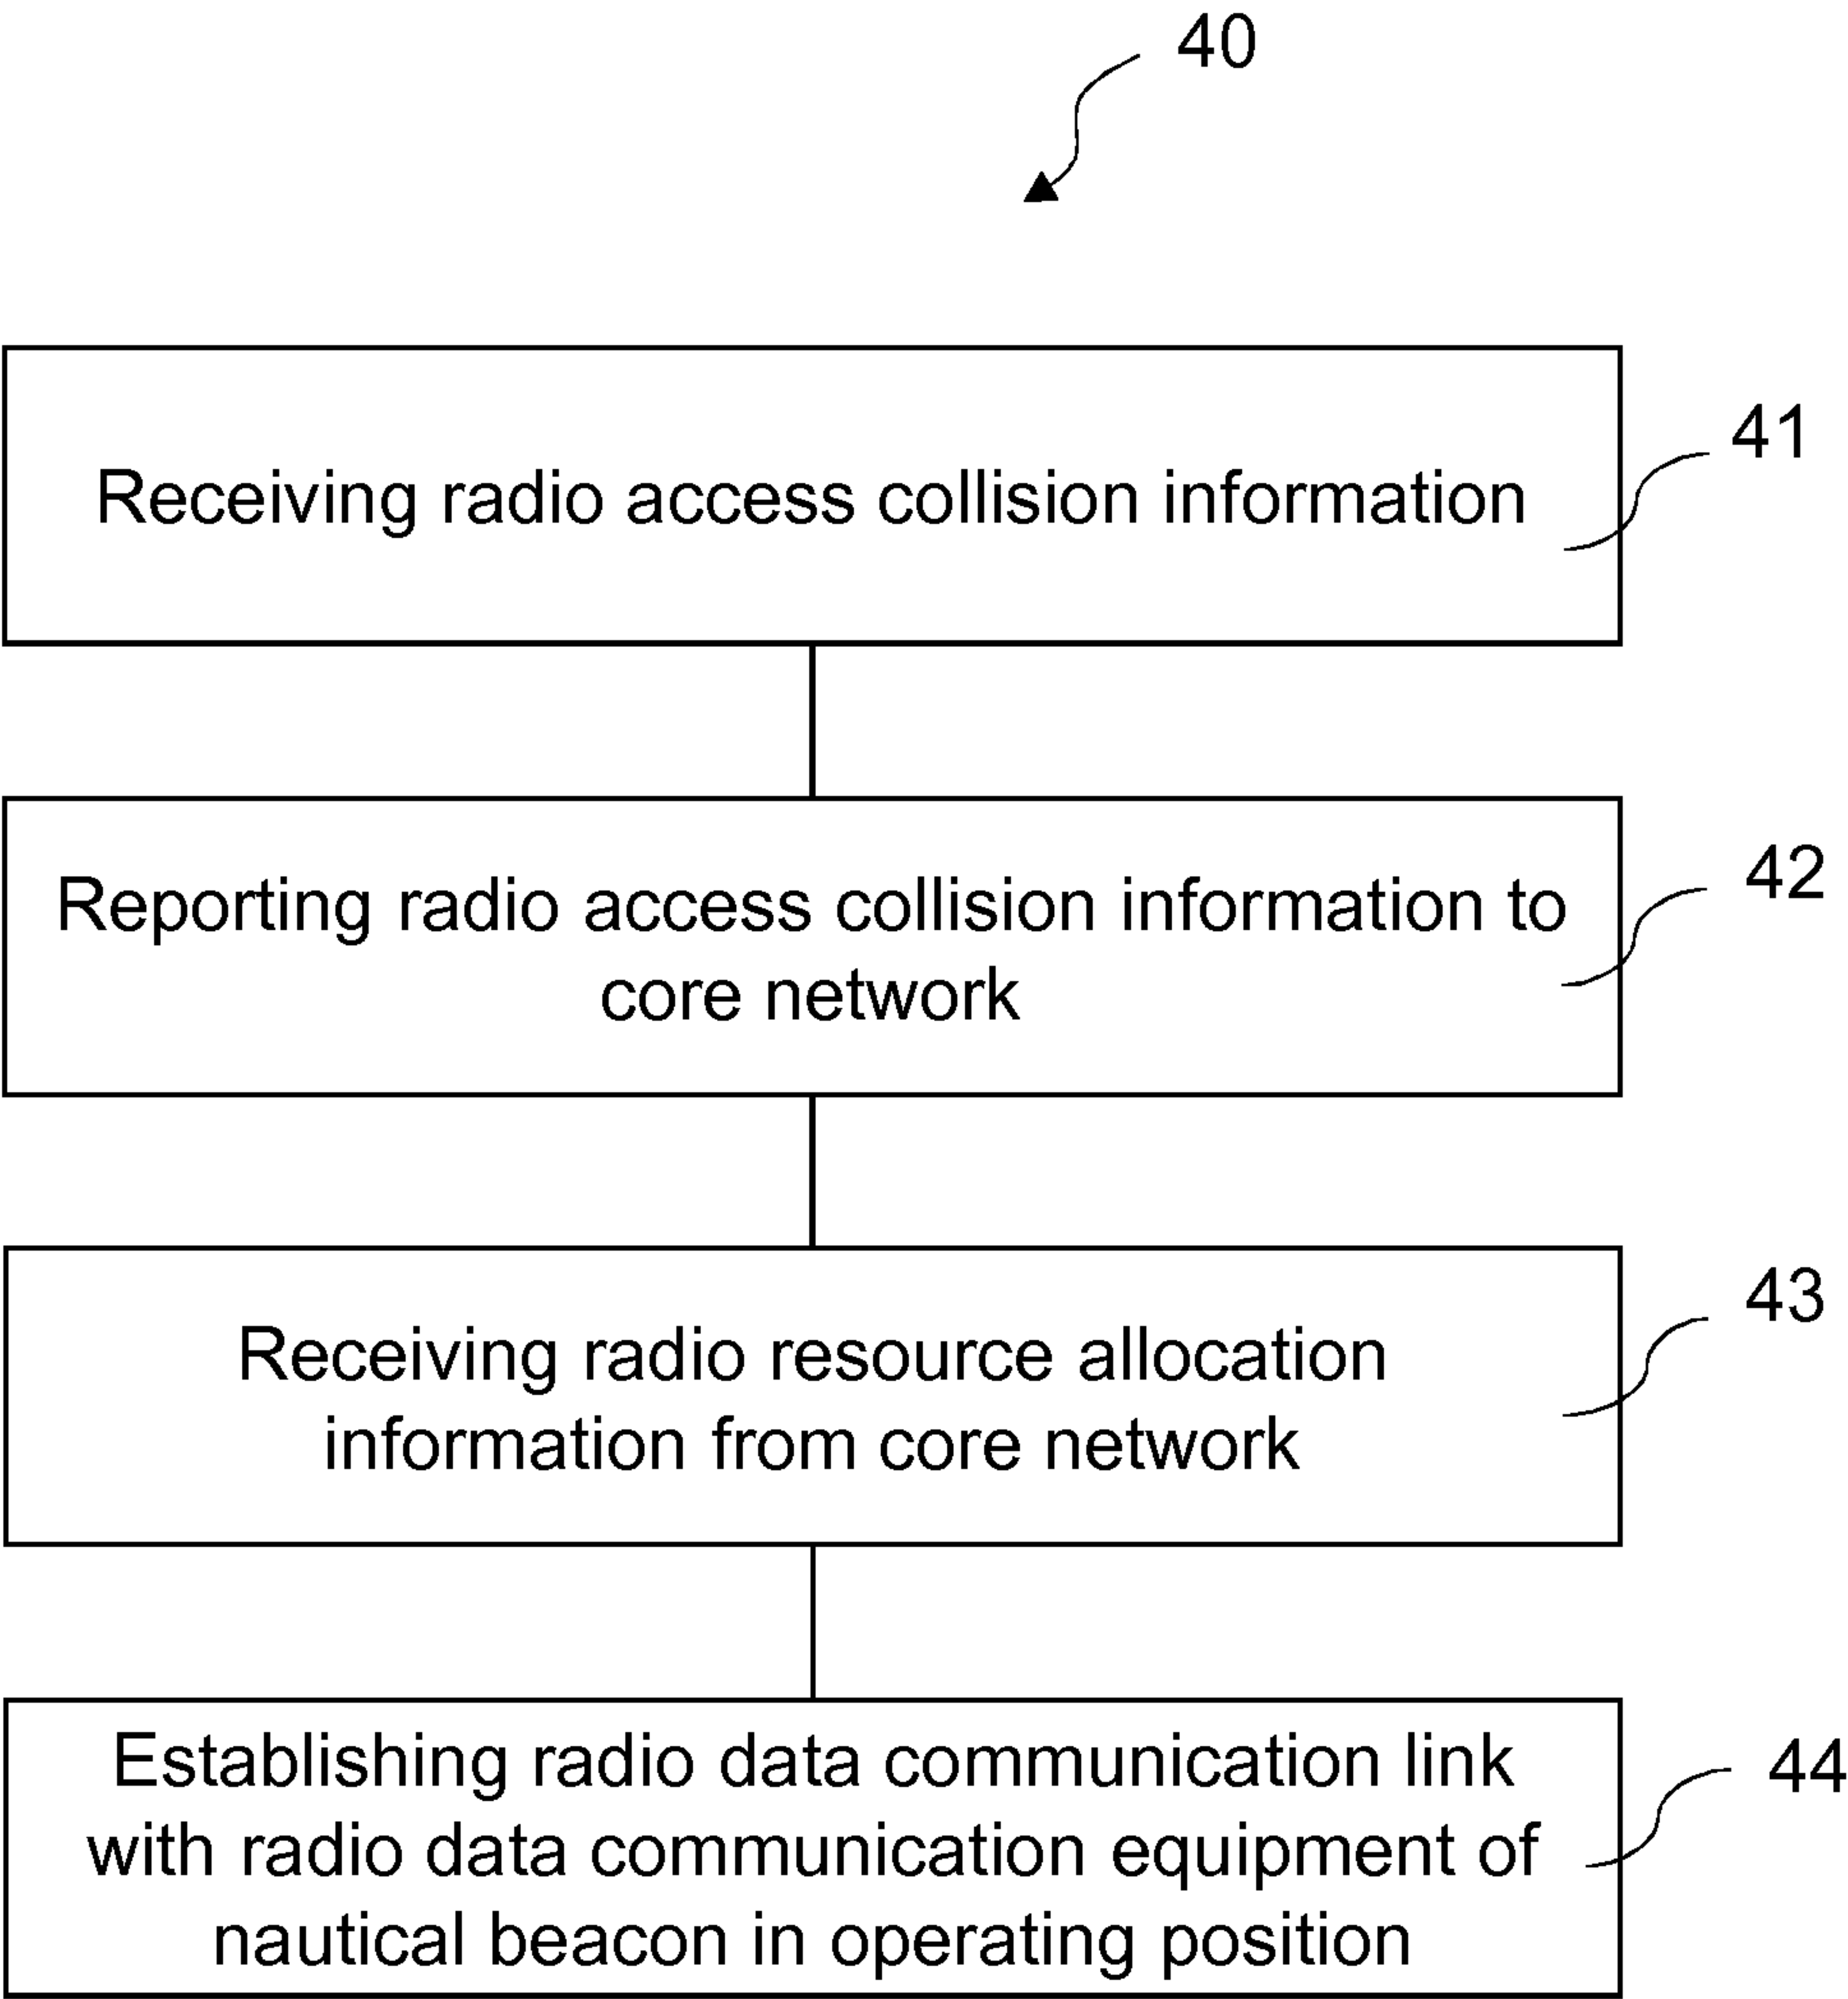 40
Receiving radio access collision information
41
Reporting radio access collision information to
core network
42
Receiving radio resource allocation
information from core network
43
Establishing radio data communication link
with radio data communication equipment of
nautical beacon in operating position
44